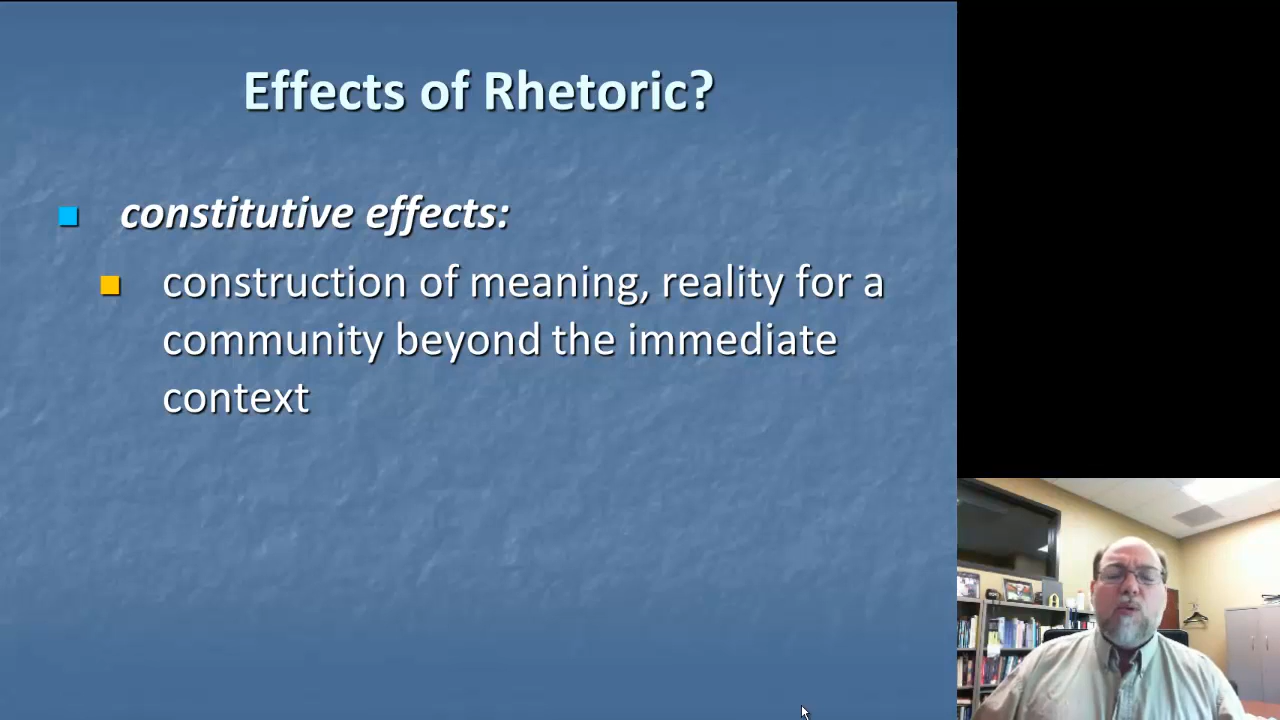 Effects of Rhetoric?
constitutive effects:
construction of meaning, reality for a
community beyond the immediate
context